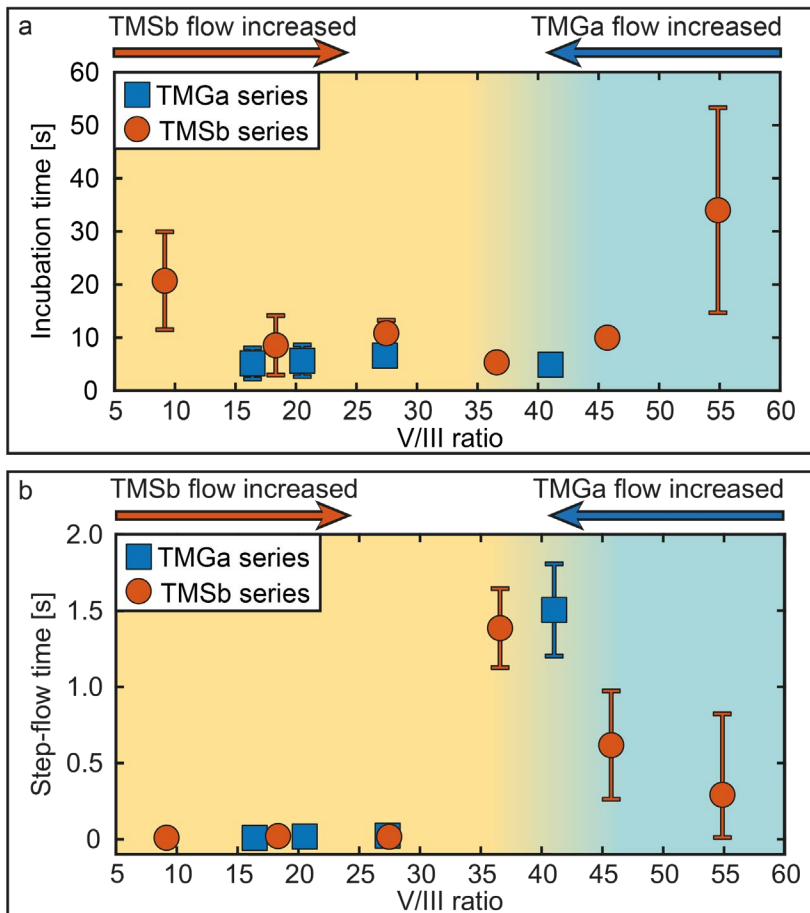 a
TMSb flow increased
TMGa flow increased
60
50
40
30
20
10
0
Incubation time [s]
TMGa series
TMSb series
5 10 15 20 25 30 35 40 45 50 55 60
V/III ratio
b
TMSb flow increased
TMGa flow increased
2.0
1.5
1.0
0.5
0
Step-flow time [s]
TMGa series
TMSb series
5 10 15 20 25 30 35 40 45 50 55 60
V/III ratio